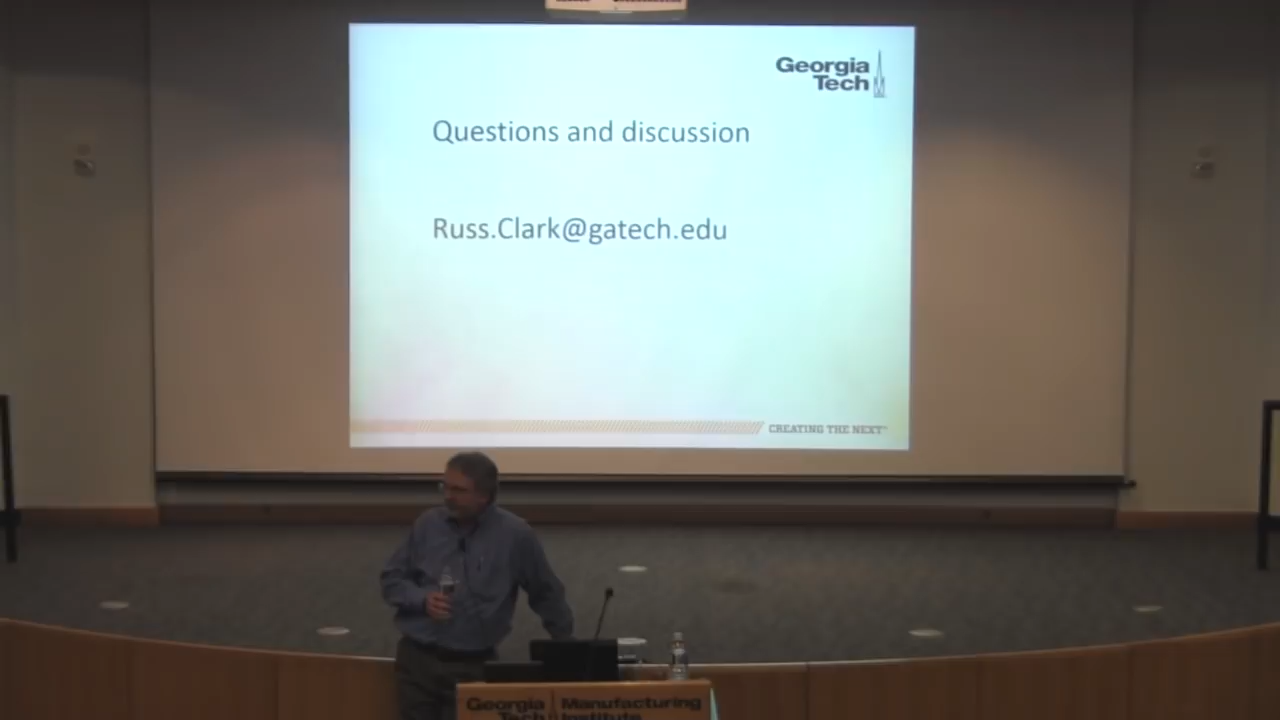 Georgia
Tech
Questions and discussion
Russ.Clark@gatech.edu
CREATING THE NEXT
Georgia Manufacturing
Tech Institute